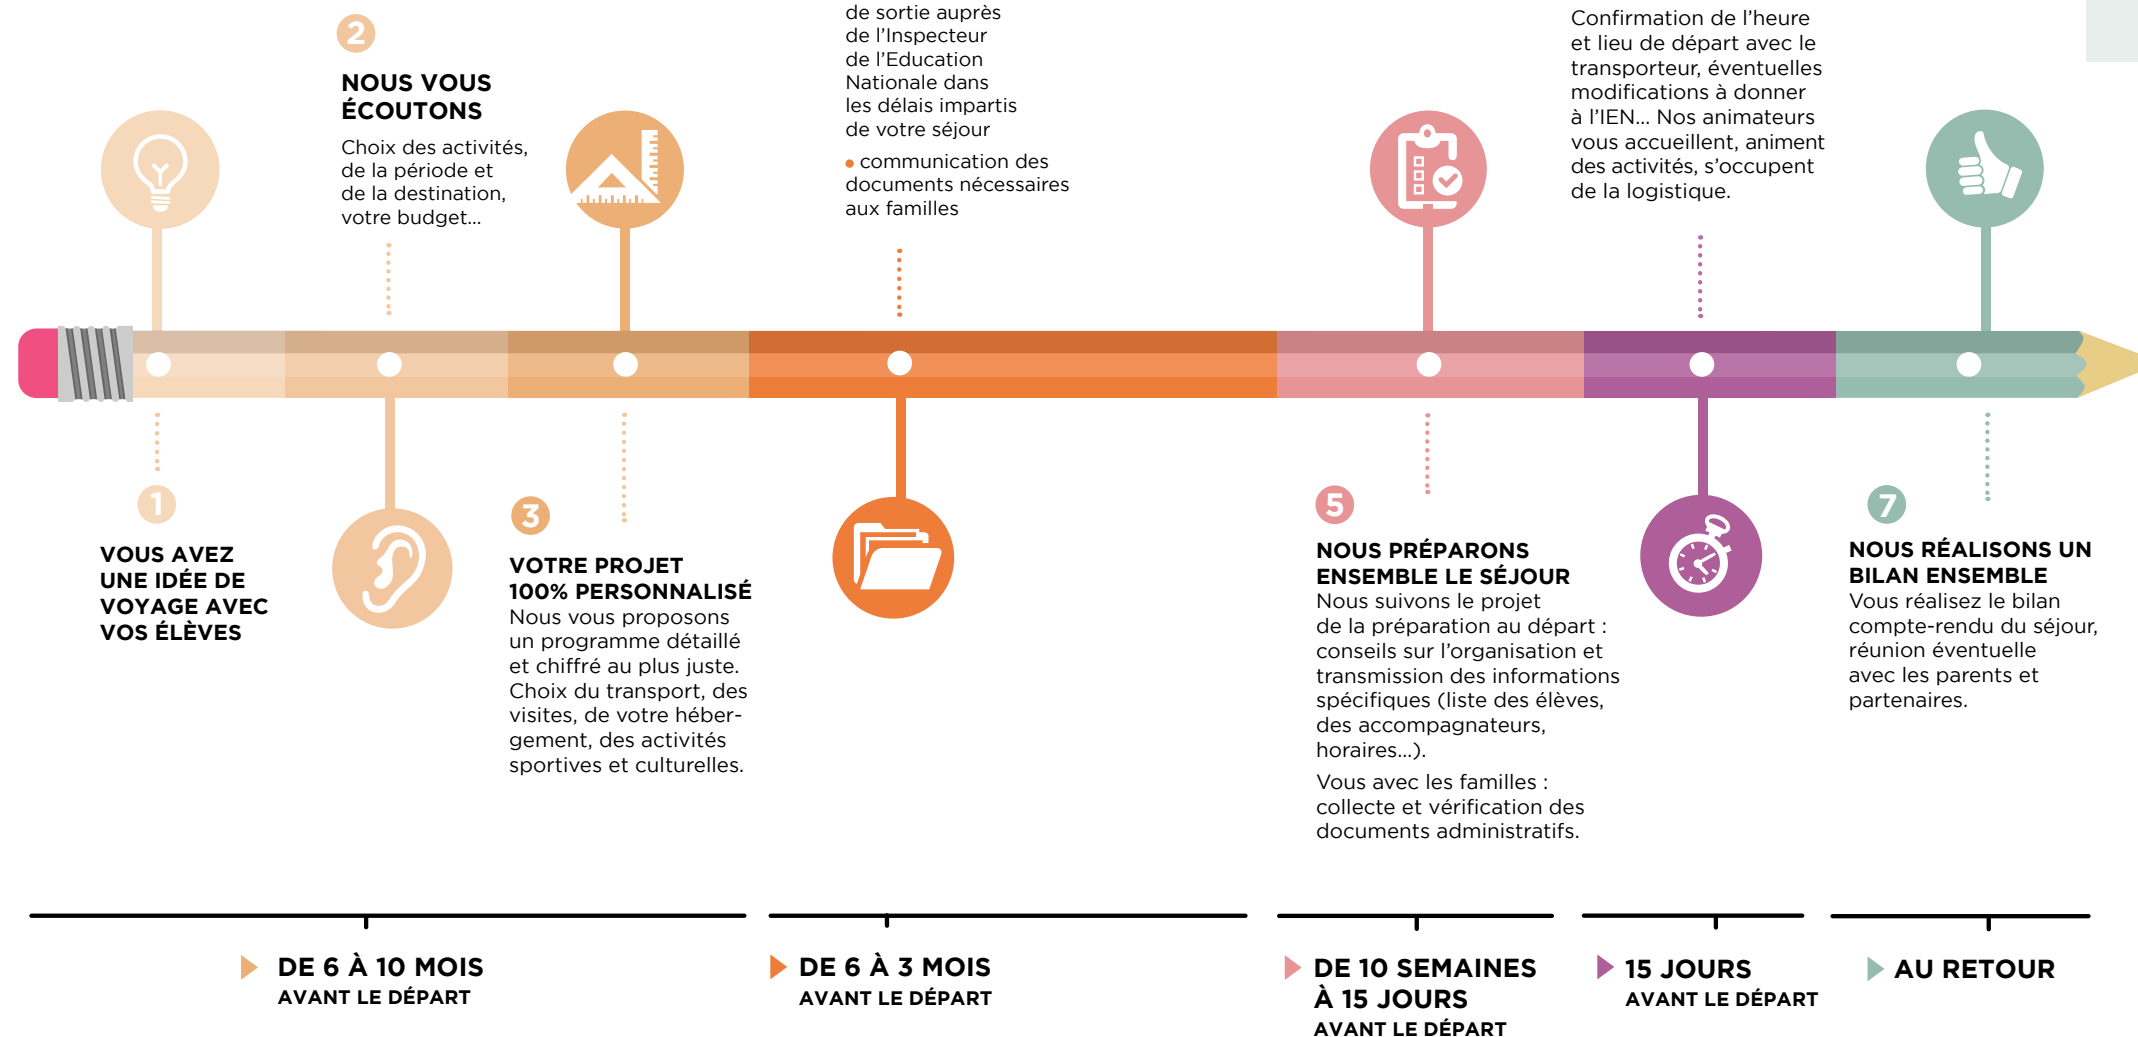 2
NOUS VOUS
ÉCOUTONS
Choix des activités,
de la période et
de la destination,
votre budget...
de sortie auprès
de l'Inspecteur
de l'Education
Nationale dans
les délais impartis
de votre séjour
• communication des
documents nécessaires
aux familles
Confirmation de l'heure
et lieu de départ avec le
transporteur, éventuelles
modifications à donner
à l'IEN... Nos animateurs
vous accueillent, animent
des activités, s'occupent
de la logistique.
1
VOUS AVEZ
UNE IDÉE DE
VOYAGE AVEC
VOS ÉLÈVES
3
VOTRE PROJET
100% PERSONNALISÉ
Nous vous proposons
un programme détaillé
et chiffré au plus juste.
Choix du transport, des
visites, de votre héber-
gement, des activités
sportives et culturelles.
5
NOUS PRÉPARONS
ENSEMBLE LE SÉJOUR
Nous suivons le projet
de la préparation au départ :
conseils sur l'organisation et
transmission des informations
spécifiques (liste des élèves,
des accompagnateurs,
horaires...).
Vous avec les familles :
collecte et vérification des
documents administratifs.
7
NOUS RÉALISONS UN
BILAN ENSEMBLE
Vous réalisez le bilan
compte-rendu du séjour,
réunion éventuelle
avec les parents et
partenaires.
DE 6 À 10 MOIS
AVANT LE DÉPART
DE 6 À 3 MOIS
AVANT LE DÉPART
DE 10 SEMAINES
À 15 JOURS
AVANT LE DÉPART
15 JOURS
AVANT LE DÉPART
AU RETOUR